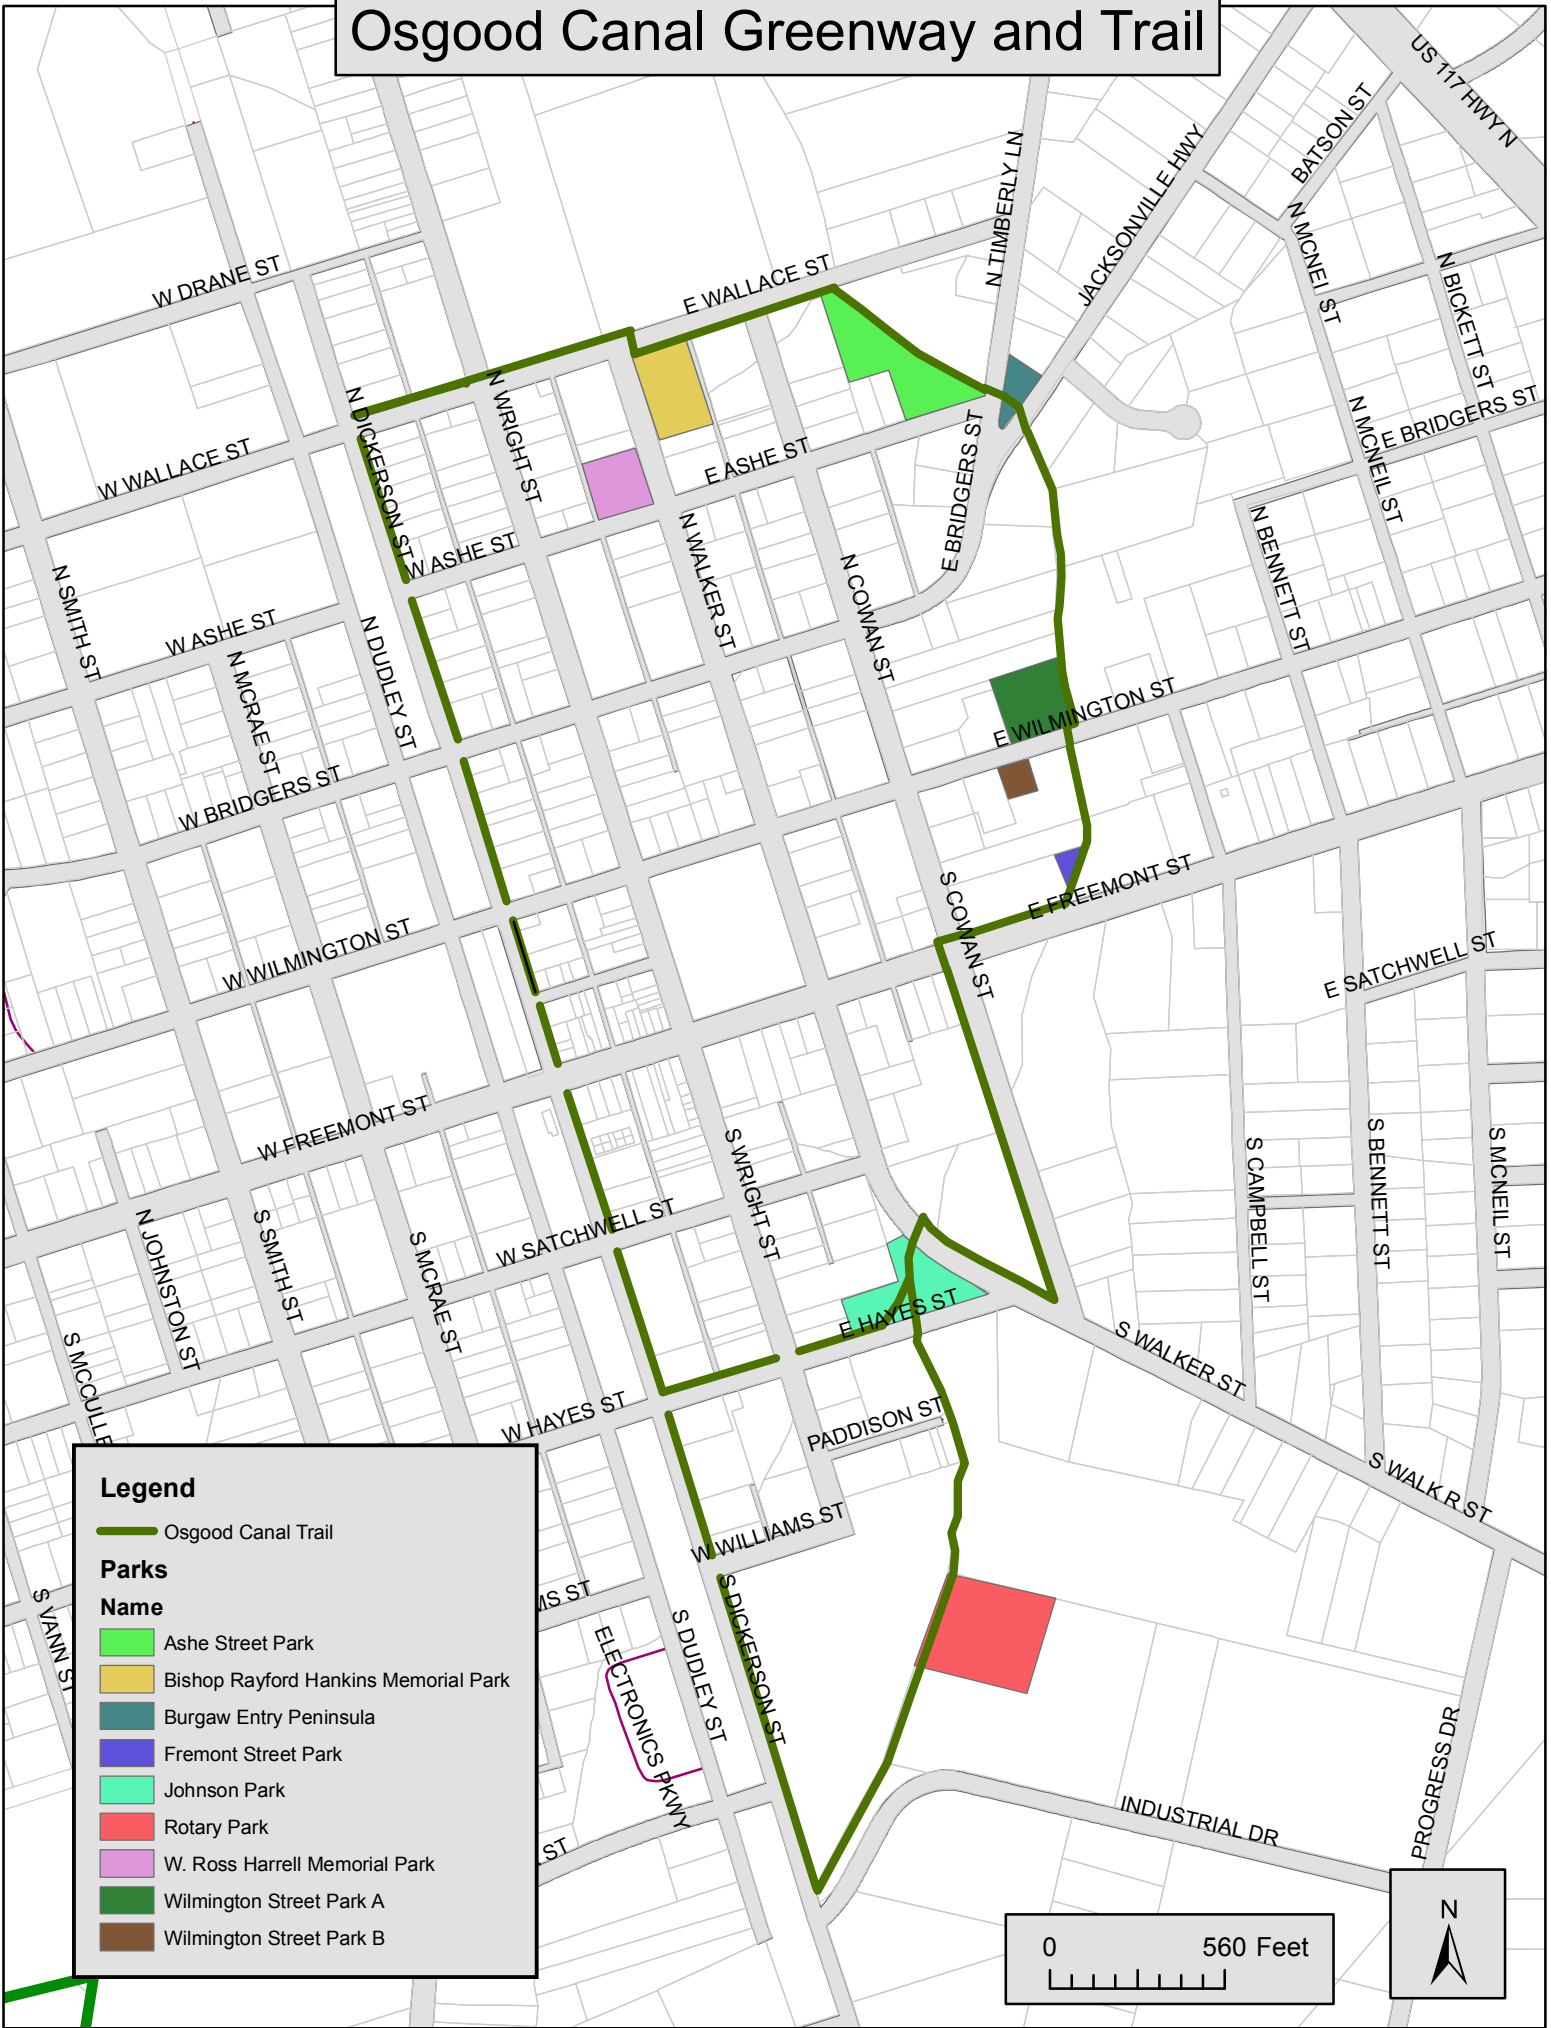 Osgood Canal Greenway and Trail
US 117 HWY N
BATSON ST
JACKSONVILLE HWY
N TIMBERLY LN
N MCNEI ST
N BICKETT ST
W DRANE ST
E WALLACE ST
N DICKERSON ST
N WRIGHT ST
N MCNEIL ST
E BRIDGERS ST
W WALLACE ST
E ASHE ST
E BRIDGERS ST
N BENNETT ST
W ASHE ST
N WALKER ST
N COWAN ST
N SMITH ST
W ASHE ST
N MCRAE ST
N DUDLEY ST
E WILMINGTON ST
W BRIDGERS ST
S COWAN ST
E FREEMONT ST
W WILMINGTON ST
E SATCHWELL ST
W FREEMONT ST
S WRIGHT ST
S CAMPBELL ST
S BENNETT ST
S MCNEIL ST
N JOHNSTON ST
S SMITH ST
S MCRAE ST
W SATCHWELL ST
E HAYES ST
S MCCULLE
S WALKER ST
W HAYES ST
PADDISON ST
S WALK R ST
W WILLIAMS ST
S VANN ST
MS ST
ELECTRONICS PKWY
S DUDLEY ST
S DICKERSON ST
INDUSTRIAL DR
PROGRESS DR
ST
Legend
Osgood Canal Trail
Parks
Name
Ashe Street Park
Bishop Rayford Hankins Memorial Park
Burgaw Entry Peninsula
Fremont Street Park
Johnson Park
Rotary Park
W. Ross Harrell Memorial Park
Wilmington Street Park A
Wilmington Street Park B
0 560 Feet
N